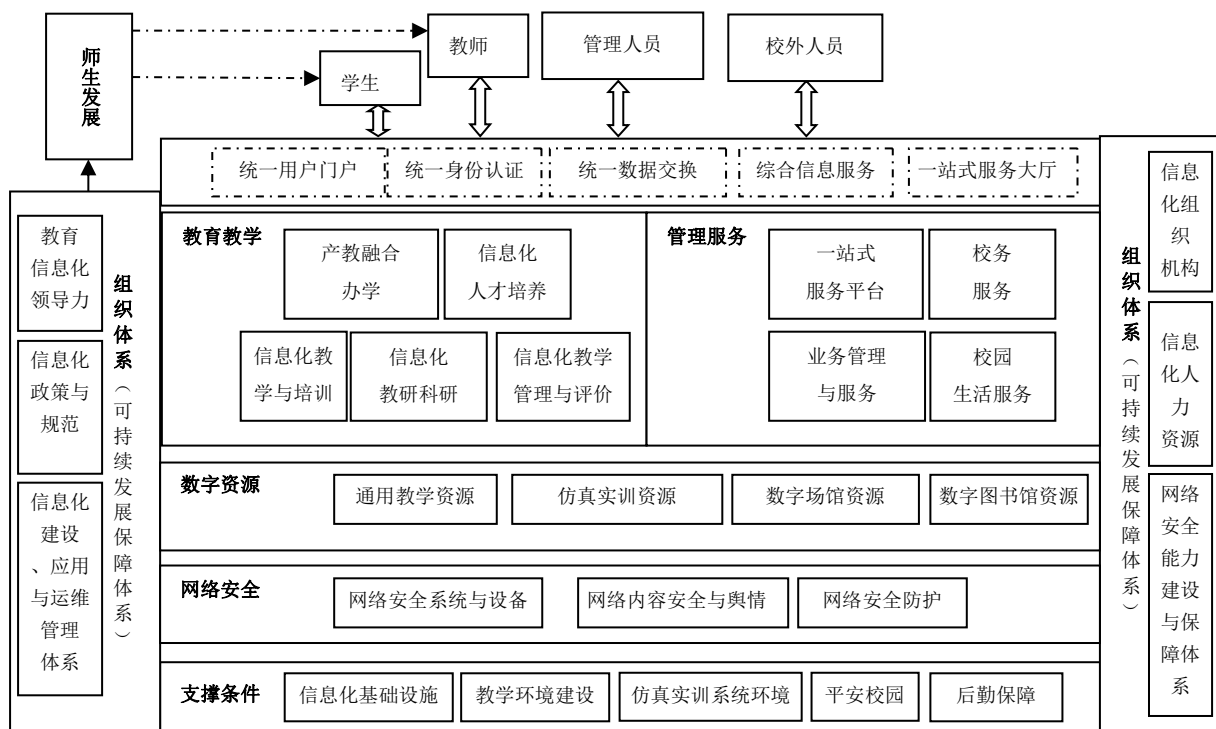 师生发展
教师
管理人员
校外人员
学生
统一用户门户
统一身份认证
统一数据交换
综合信息服务
一站式服务大厅
教育
信息化
领导力
信息化
政策与
规范
信息化
建设
、应用
与运维
管理
体系
组织体系（可持续发展保障体系）
教育教学
产教融合
办学
信息化
人才培养
信息化教
学与培训
信息化
教研科研
信息化教学
管理与评价
管理服务
一站式
服务平台
校务
服务
业务管理
与服务
校园
生活服务
数字资源
通用教学资源
仿真实训资源
数字场馆资源
数字图书馆资源
网络安全
网络安全系统与设备
网络内容安全与舆情
网络安全防护
支撑条件
信息化基础设施
教学环境建设
仿真实训系统环境
平安校园
后勤保障
组织体系（可持续发展保障体系）
信息
化组
织
机构
信息
化人
力
资源
网络
安全
能力
建设
与保
障体
系